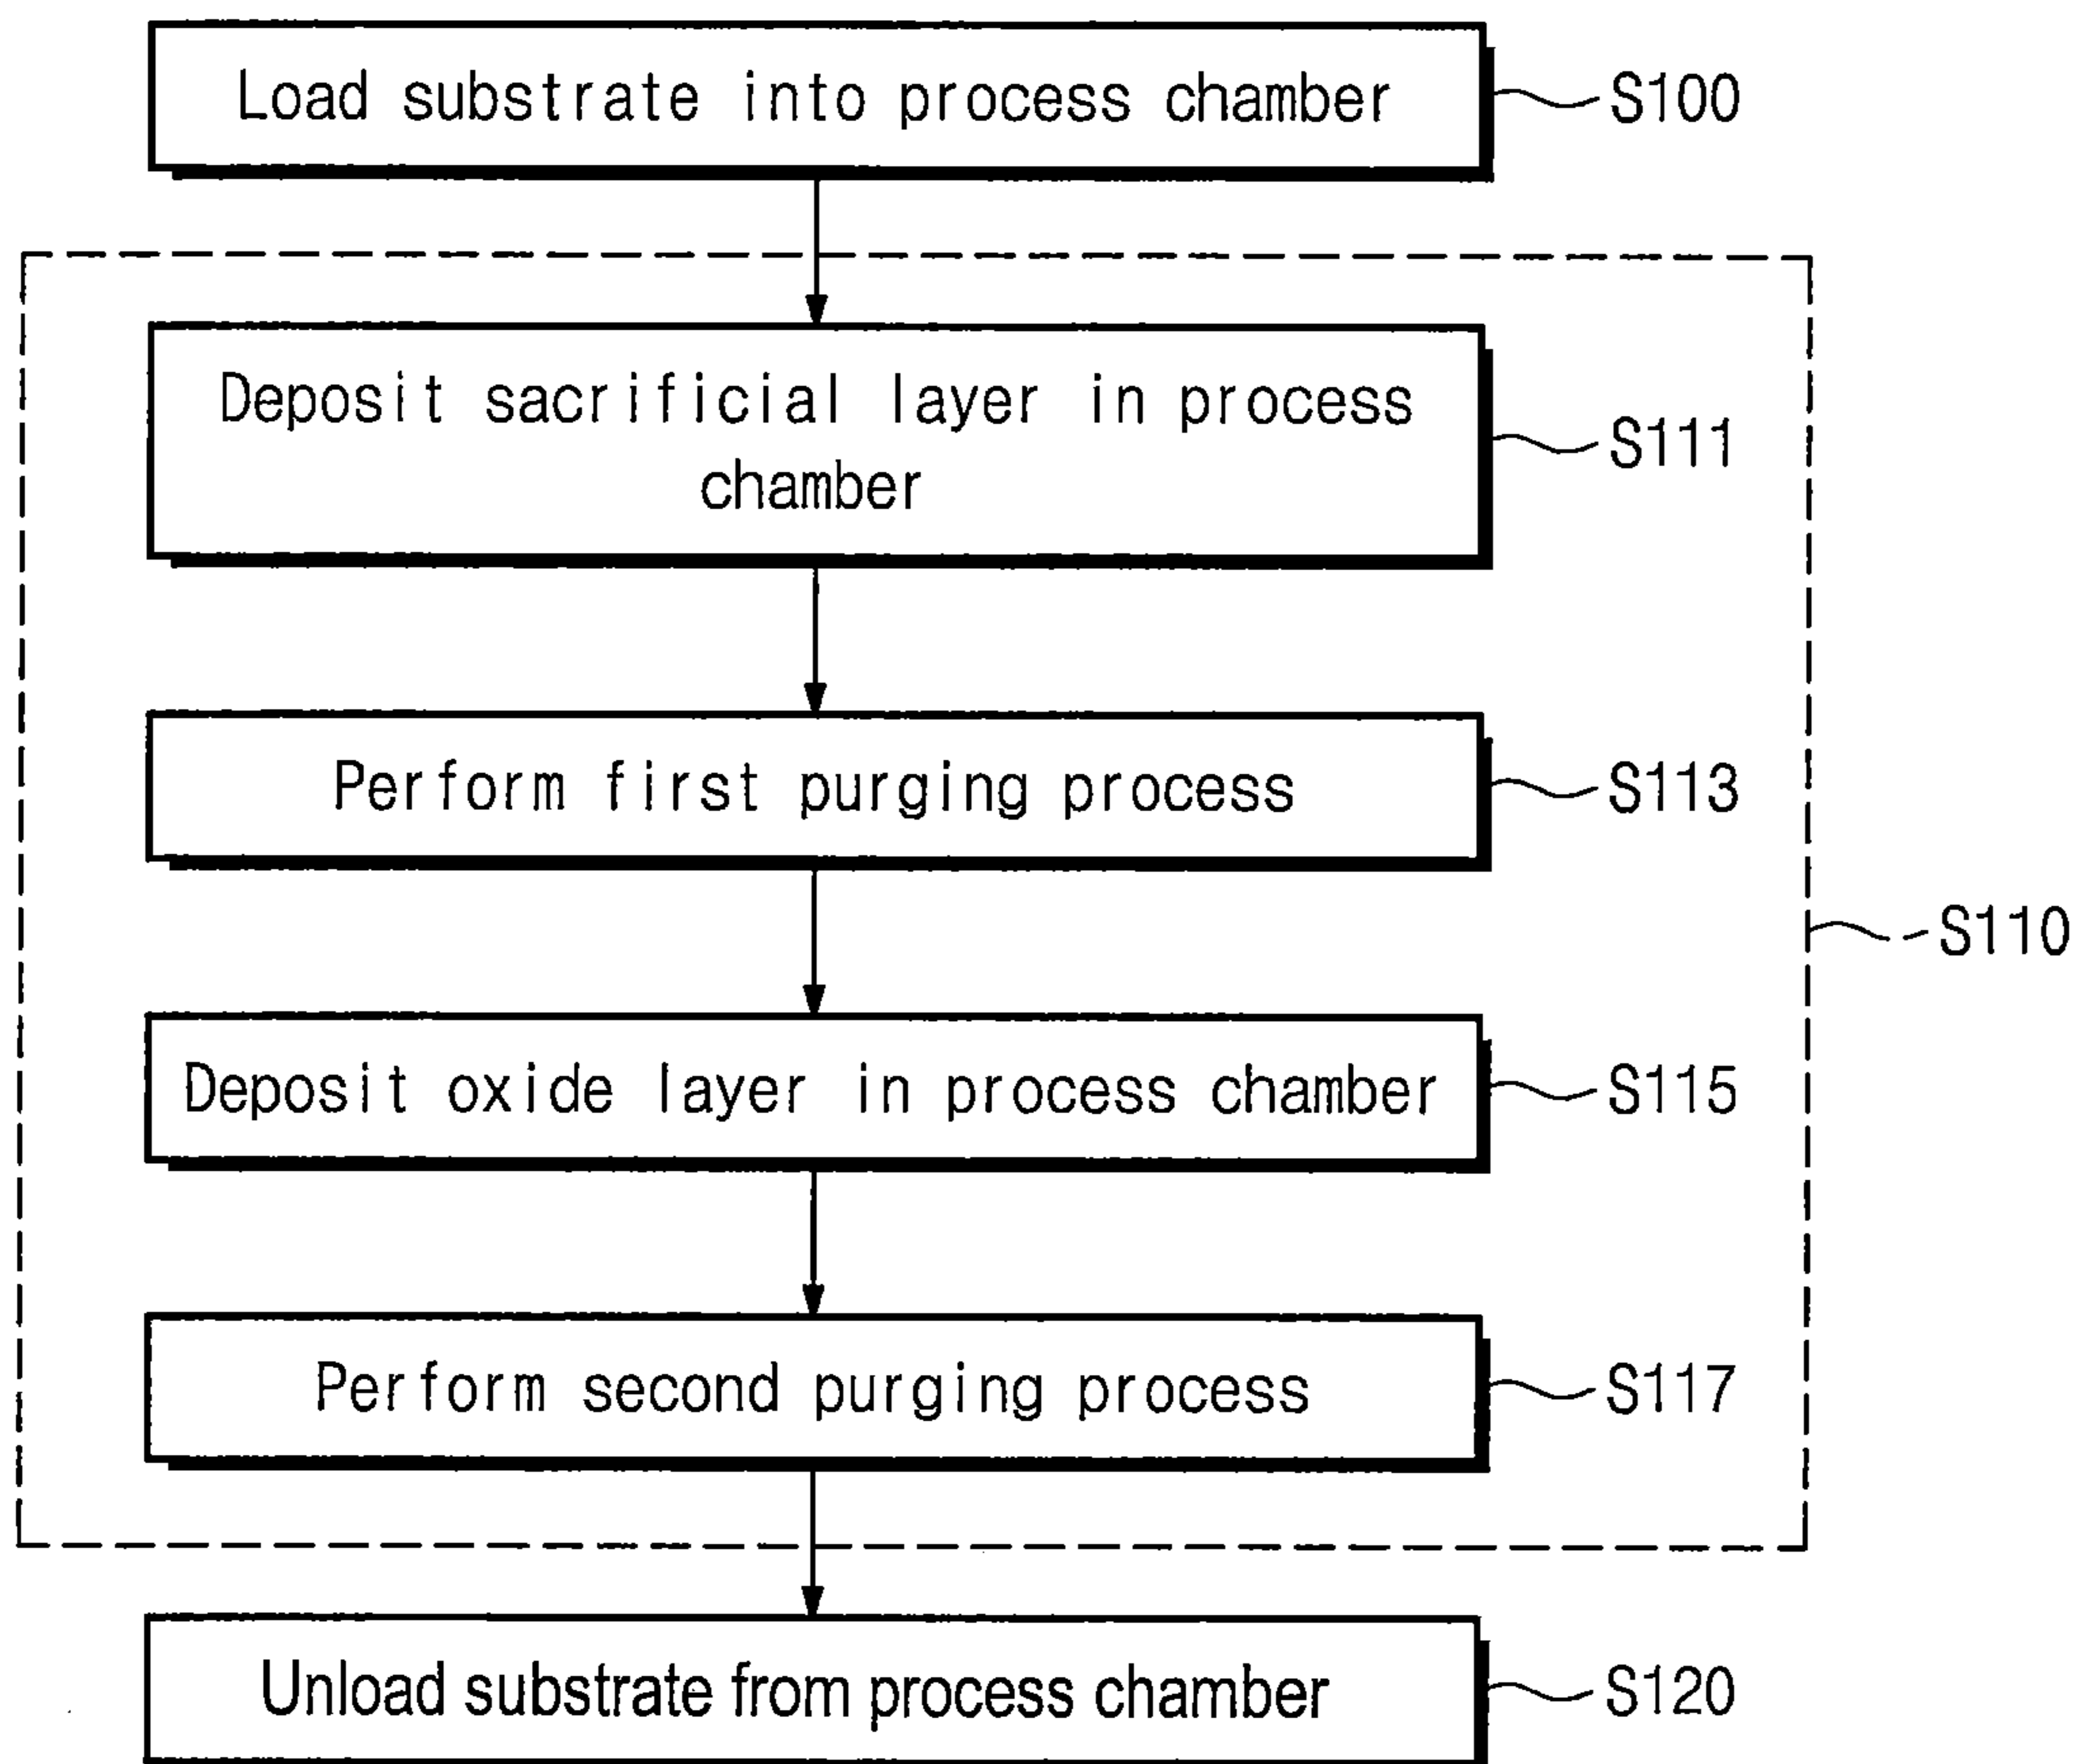 Load substrate into process chamber
S100
Deposit sacrificial layer in process
chamber
S111
Perform first purging process
S113
S110
Deposit oxide layer in process chamber
S115
Perform second purging process
S117
Unload substrate from process chamber
S120